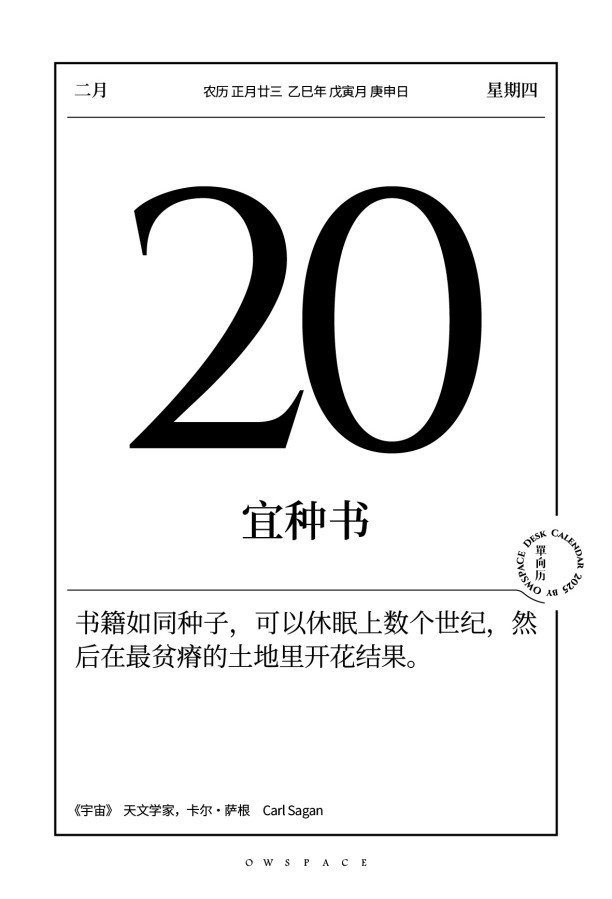 二月
农历 正月廿三 乙巳年 戊寅月 庚申日
星期四
20
宜种书
DESK CALENDAR 2025 BY OWSPACE
單向历
书籍如同种子，可以休眠上数个世纪，然
后在最贫瘠的土地里开花结果。
《宇宙》 天文学家，卡尔·萨根 Carl Sagan
OWSPACE